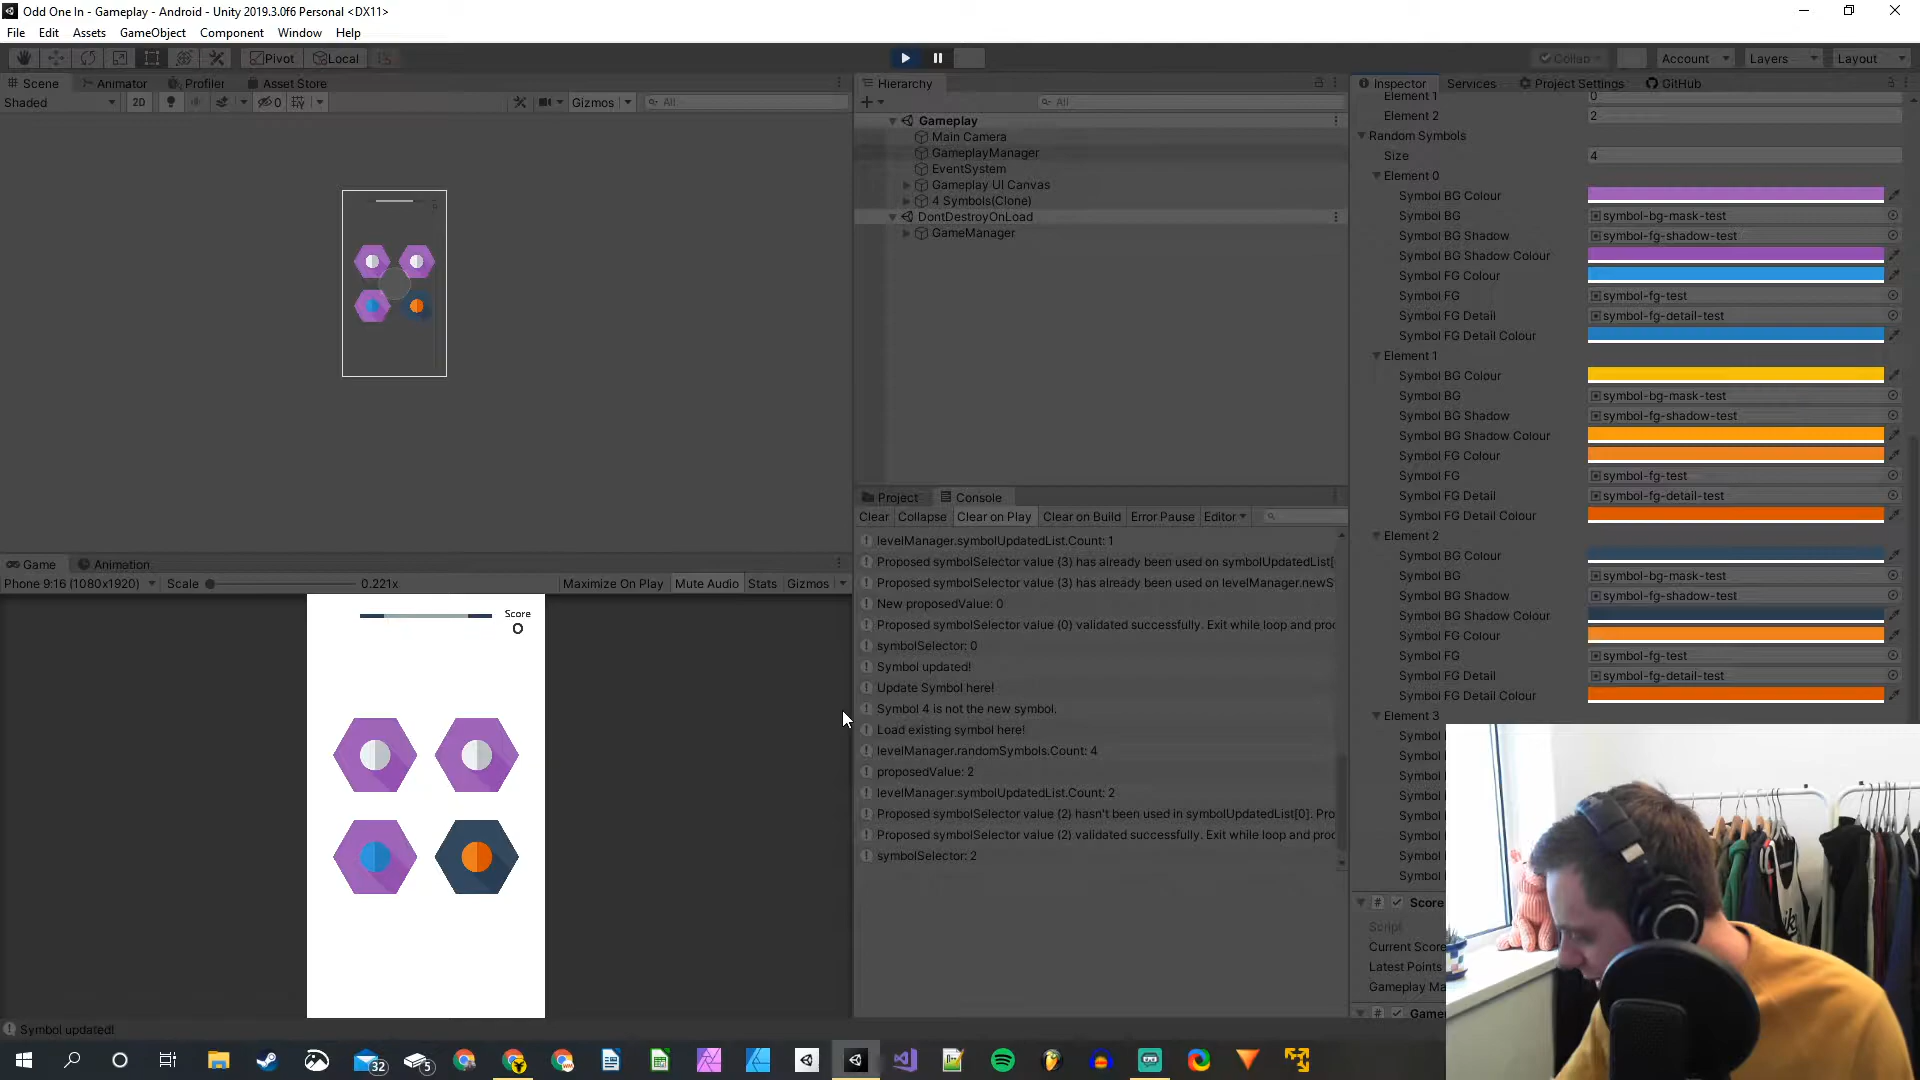 Odd One In - Gameplay - Android - Unity 2019.3.0f6 Personal <DX11>
File Edit Assets GameObject Component Window Help
Pivot Local Collab Account Layers Layout
Scene Animator Profiler Asset Store
Shaded 2D 0 Gizmos All
Hierarchy
All
Gameplay
Main Camera
GameplayManager
EventSystem
Gameplay UI Canvas
4 Symbols(Clone)
DontDestroyOnLoad
GameManager
Game Animation
Phone 9:16 (1080x1920) Scale 0.221x Maximize On Play Mute Audio Stats Gizmos
Score
0
Symbol updated!
Project Console
Clear Collapse Clear on Play Clear on Build Error Pause Editor
levelManager.symbolUpdatedList.Count: 1
Proposed symbolSelector value (3) has already been used on symbolUpdatedList[
Proposed symbolSelector value (3) has already been used on levelManager.newS
New proposedValue: 0
Proposed symbolSelector value (0) validated successfully. Exit while loop and proc
symbolSelector: 0
Symbol updated!
Update Symbol here!
Symbol 4 is not the new symbol.
Load existing symbol here!
levelManager.randomSymbols.Count: 4
proposedValue: 2
levelManager.symbolUpdatedList.Count: 2
Proposed symbolSelector value (2) hasn't been used in symbolUpdatedList[0]. Pro
Proposed symbolSelector value (2) validated successfully. Exit while loop and proc
symbolSelector: 2
Inspector Services Project Settings GitHub
Element 1 0
Element 2 2
Random Symbols
Size 4
Element 0
Symbol BG Colour
Symbol BG symbol-bg-mask-test
Symbol BG Shadow symbol-fg-shadow-test
Symbol BG Shadow Colour
Symbol FG Colour
Symbol FG symbol-fg-test
Symbol FG Detail symbol-fg-detail-test
Symbol FG Detail Colour
Element 1
Symbol BG Colour
Symbol BG symbol-bg-mask-test
Symbol BG Shadow symbol-fg-shadow-test
Symbol BG Shadow Colour
Symbol FG Colour
Symbol FG symbol-fg-test
Symbol FG Detail symbol-fg-detail-test
Symbol FG Detail Colour
Element 2
Symbol BG Colour
Symbol BG symbol-bg-mask-test
Symbol BG Shadow symbol-fg-shadow-test
Symbol BG Shadow Colour
Symbol FG Colour
Symbol FG symbol-fg-test
Symbol FG Detail symbol-fg-detail-test
Symbol FG Detail Colour
Element 3
Symbol
Symbol
Symbol
Symbol
Symbol
Symbol
Symbol
Symbol
Score
Script
Current Score
Latest Points
Gameplay Ma
Game
32
5